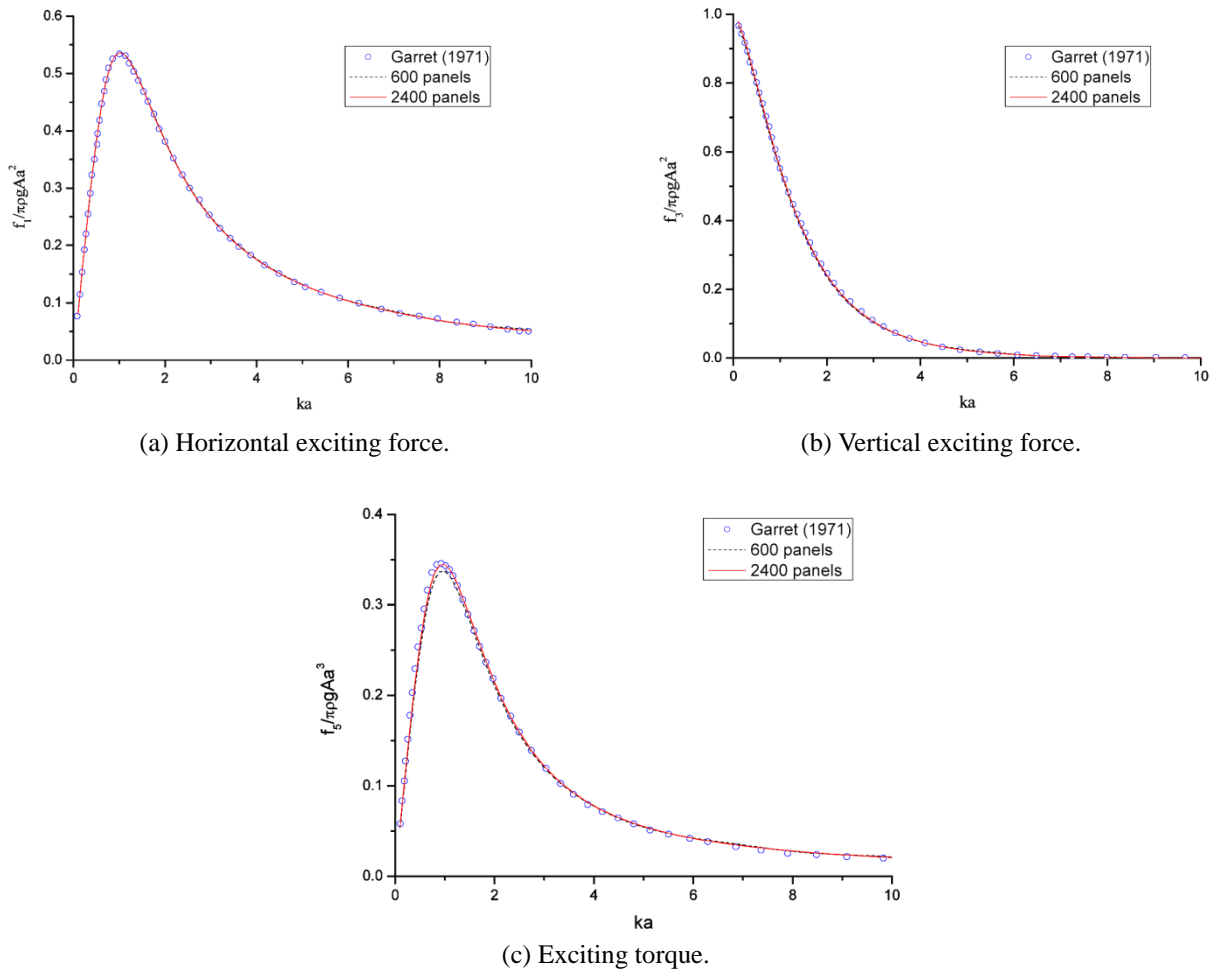 0.6
0.5
0.4
0.3
0.2
0.1
0.0
f₁/πρgAa²
0 2 4 6 8 10
ka
Garret (1971)
600 panels
2400 panels
(a) Horizontal exciting force.
1.0
0.8
0.6
0.4
0.2
0.0
f₃/πρgAa²
0 2 4 6 8 10
ka
Garret (1971)
600 panels
2400 panels
(b) Vertical exciting force.
0.4
0.3
0.2
0.1
0.0
f₅/πρgAa³
0 2 4 6 8 10
ka
Garret (1971)
600 panels
2400 panels
(c) Exciting torque.